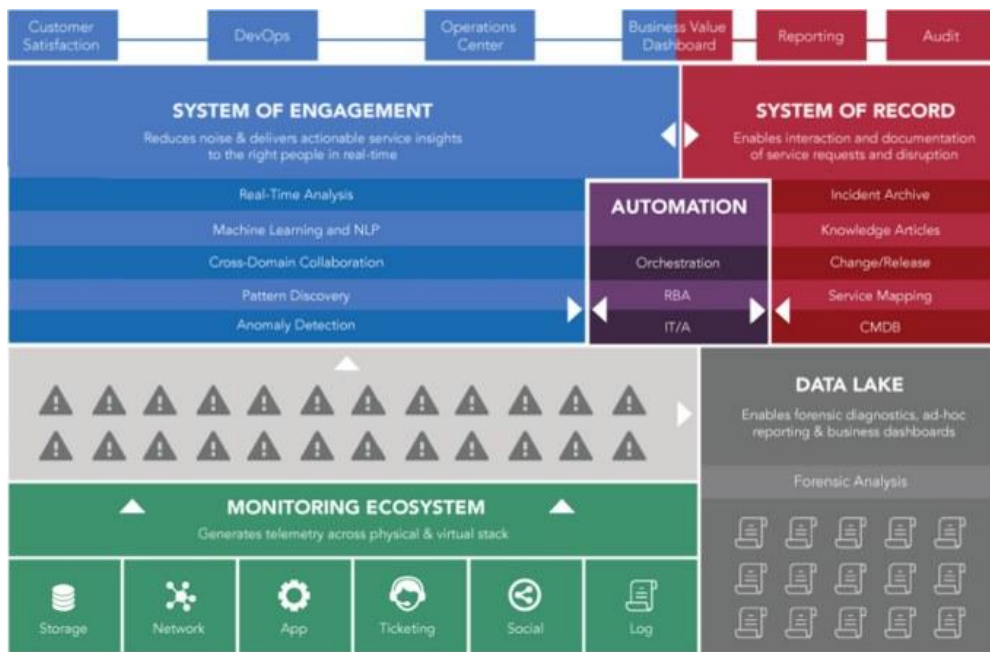 Customer
Satisfaction
DevOps
Operations
Center
Business Value
Dashboard
Reporting
Audit
SYSTEM OF ENGAGEMENT
Reduces noise & delivers actionable service insights
to the right people in real-time
SYSTEM OF RECORD
Enables interaction and documentation
of service requests and disruption
Real-Time Analysis
Machine Learning and NLP
Cross-Domain Collaboration
Pattern Discovery
Anomaly Detection
AUTOMATION
Orchestration
RBA
IT/A
Incident Archive
Knowledge Articles
Change/Release
Service Mapping
CMDB
DATA LAKE
Enables forensic diagnostics, ad-hoc
reporting & business dashboards
Forensic Analysis
MONITORING ECOSYSTEM
Generates telemetry across physical & virtual stack
Storage
Network
App
Ticketing
Social
Log